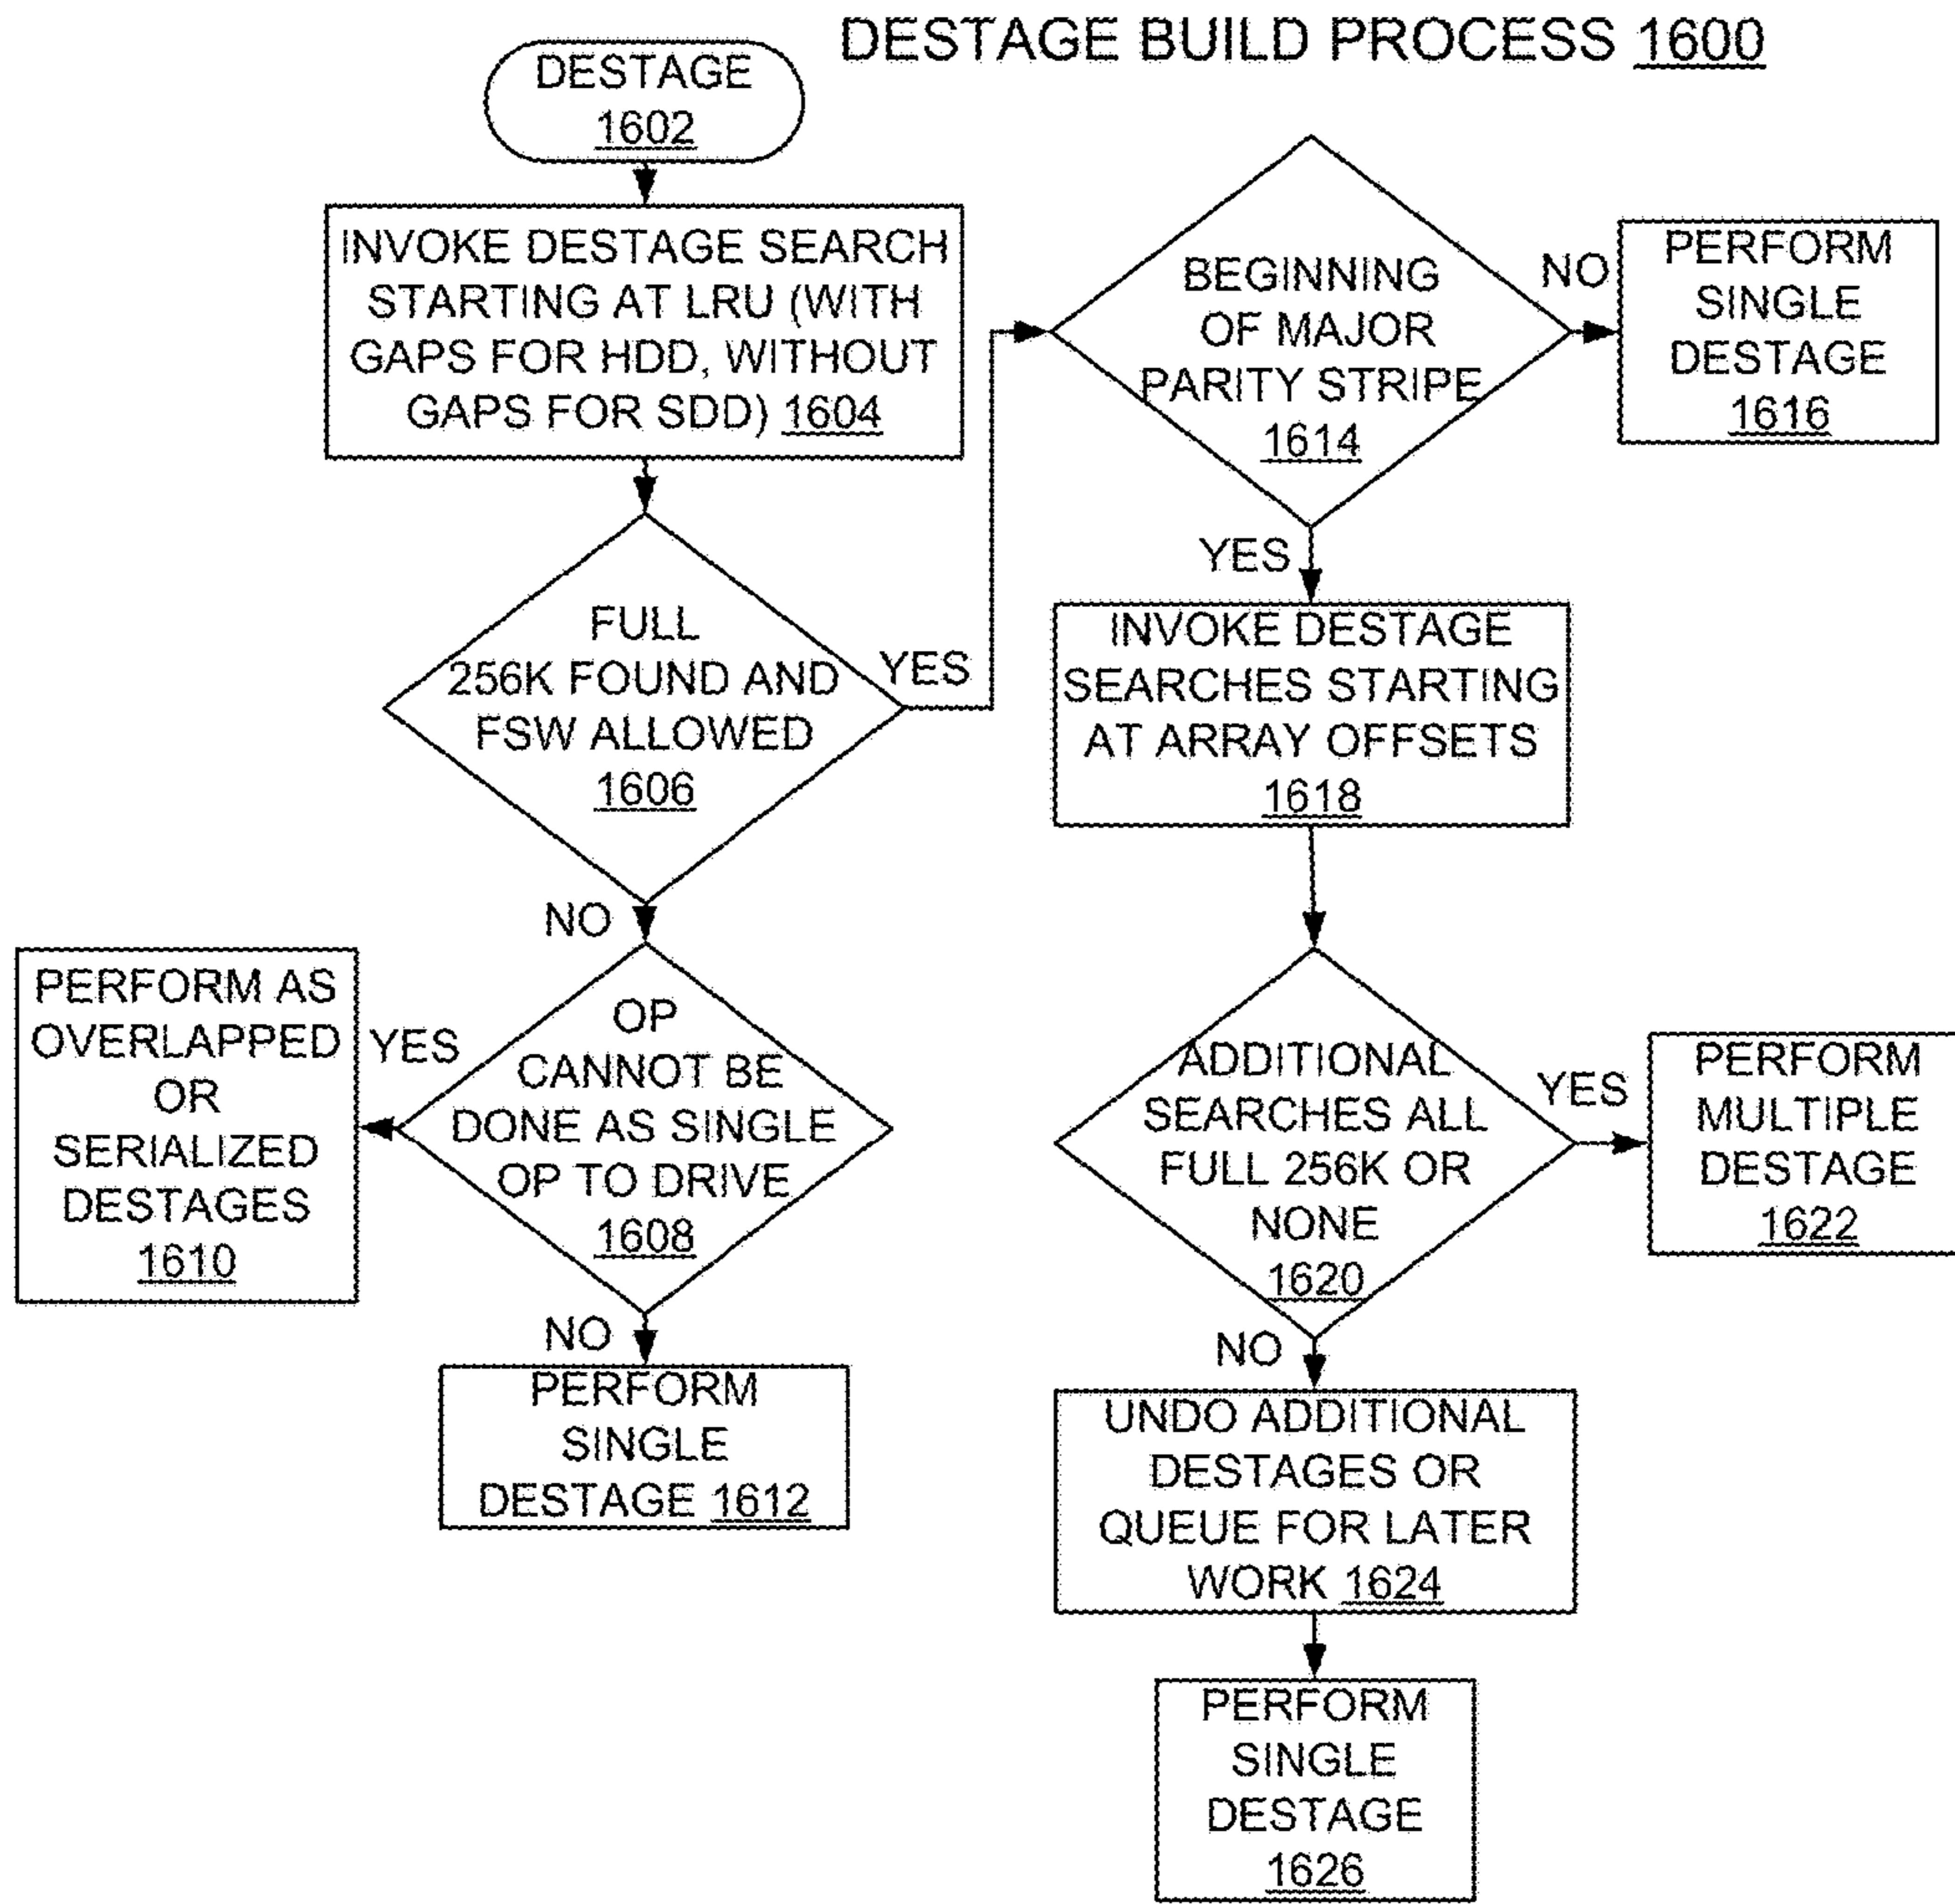 DESTAGE BUILD PROCESS 1600
DESTAGE
1602
INVOKE DESTAGE SEARCH
STARTING AT LRU (WITH
GAPS FOR HDD, WITHOUT
GAPS FOR SDD) 1604
FULL
256K FOUND AND
FSW ALLOWED
1606
YES
NO
OP
CANNOT BE
DONE AS SINGLE
OP TO DRIVE
1608
YES
PERFORM AS
OVERLAPPED
OR
SERIALIZED
DESTAGES
1610
NO
PERFORM
SINGLE
DESTAGE 1612
BEGINNING
OF MAJOR
PARITY STRIPE
1614
NO
PERFORM
SINGLE
DESTAGE
1616
YES
INVOKE DESTAGE
SEARCHES STARTING
AT ARRAY OFFSETS
1618
ADDITIONAL
SEARCHES ALL
FULL 256K OR
NONE
1620
YES
PERFORM
MULTIPLE
DESTAGE
1622
NO
UNDO ADDITIONAL
DESTAGES OR
QUEUE FOR LATER
WORK 1624
PERFORM
SINGLE
DESTAGE
1626